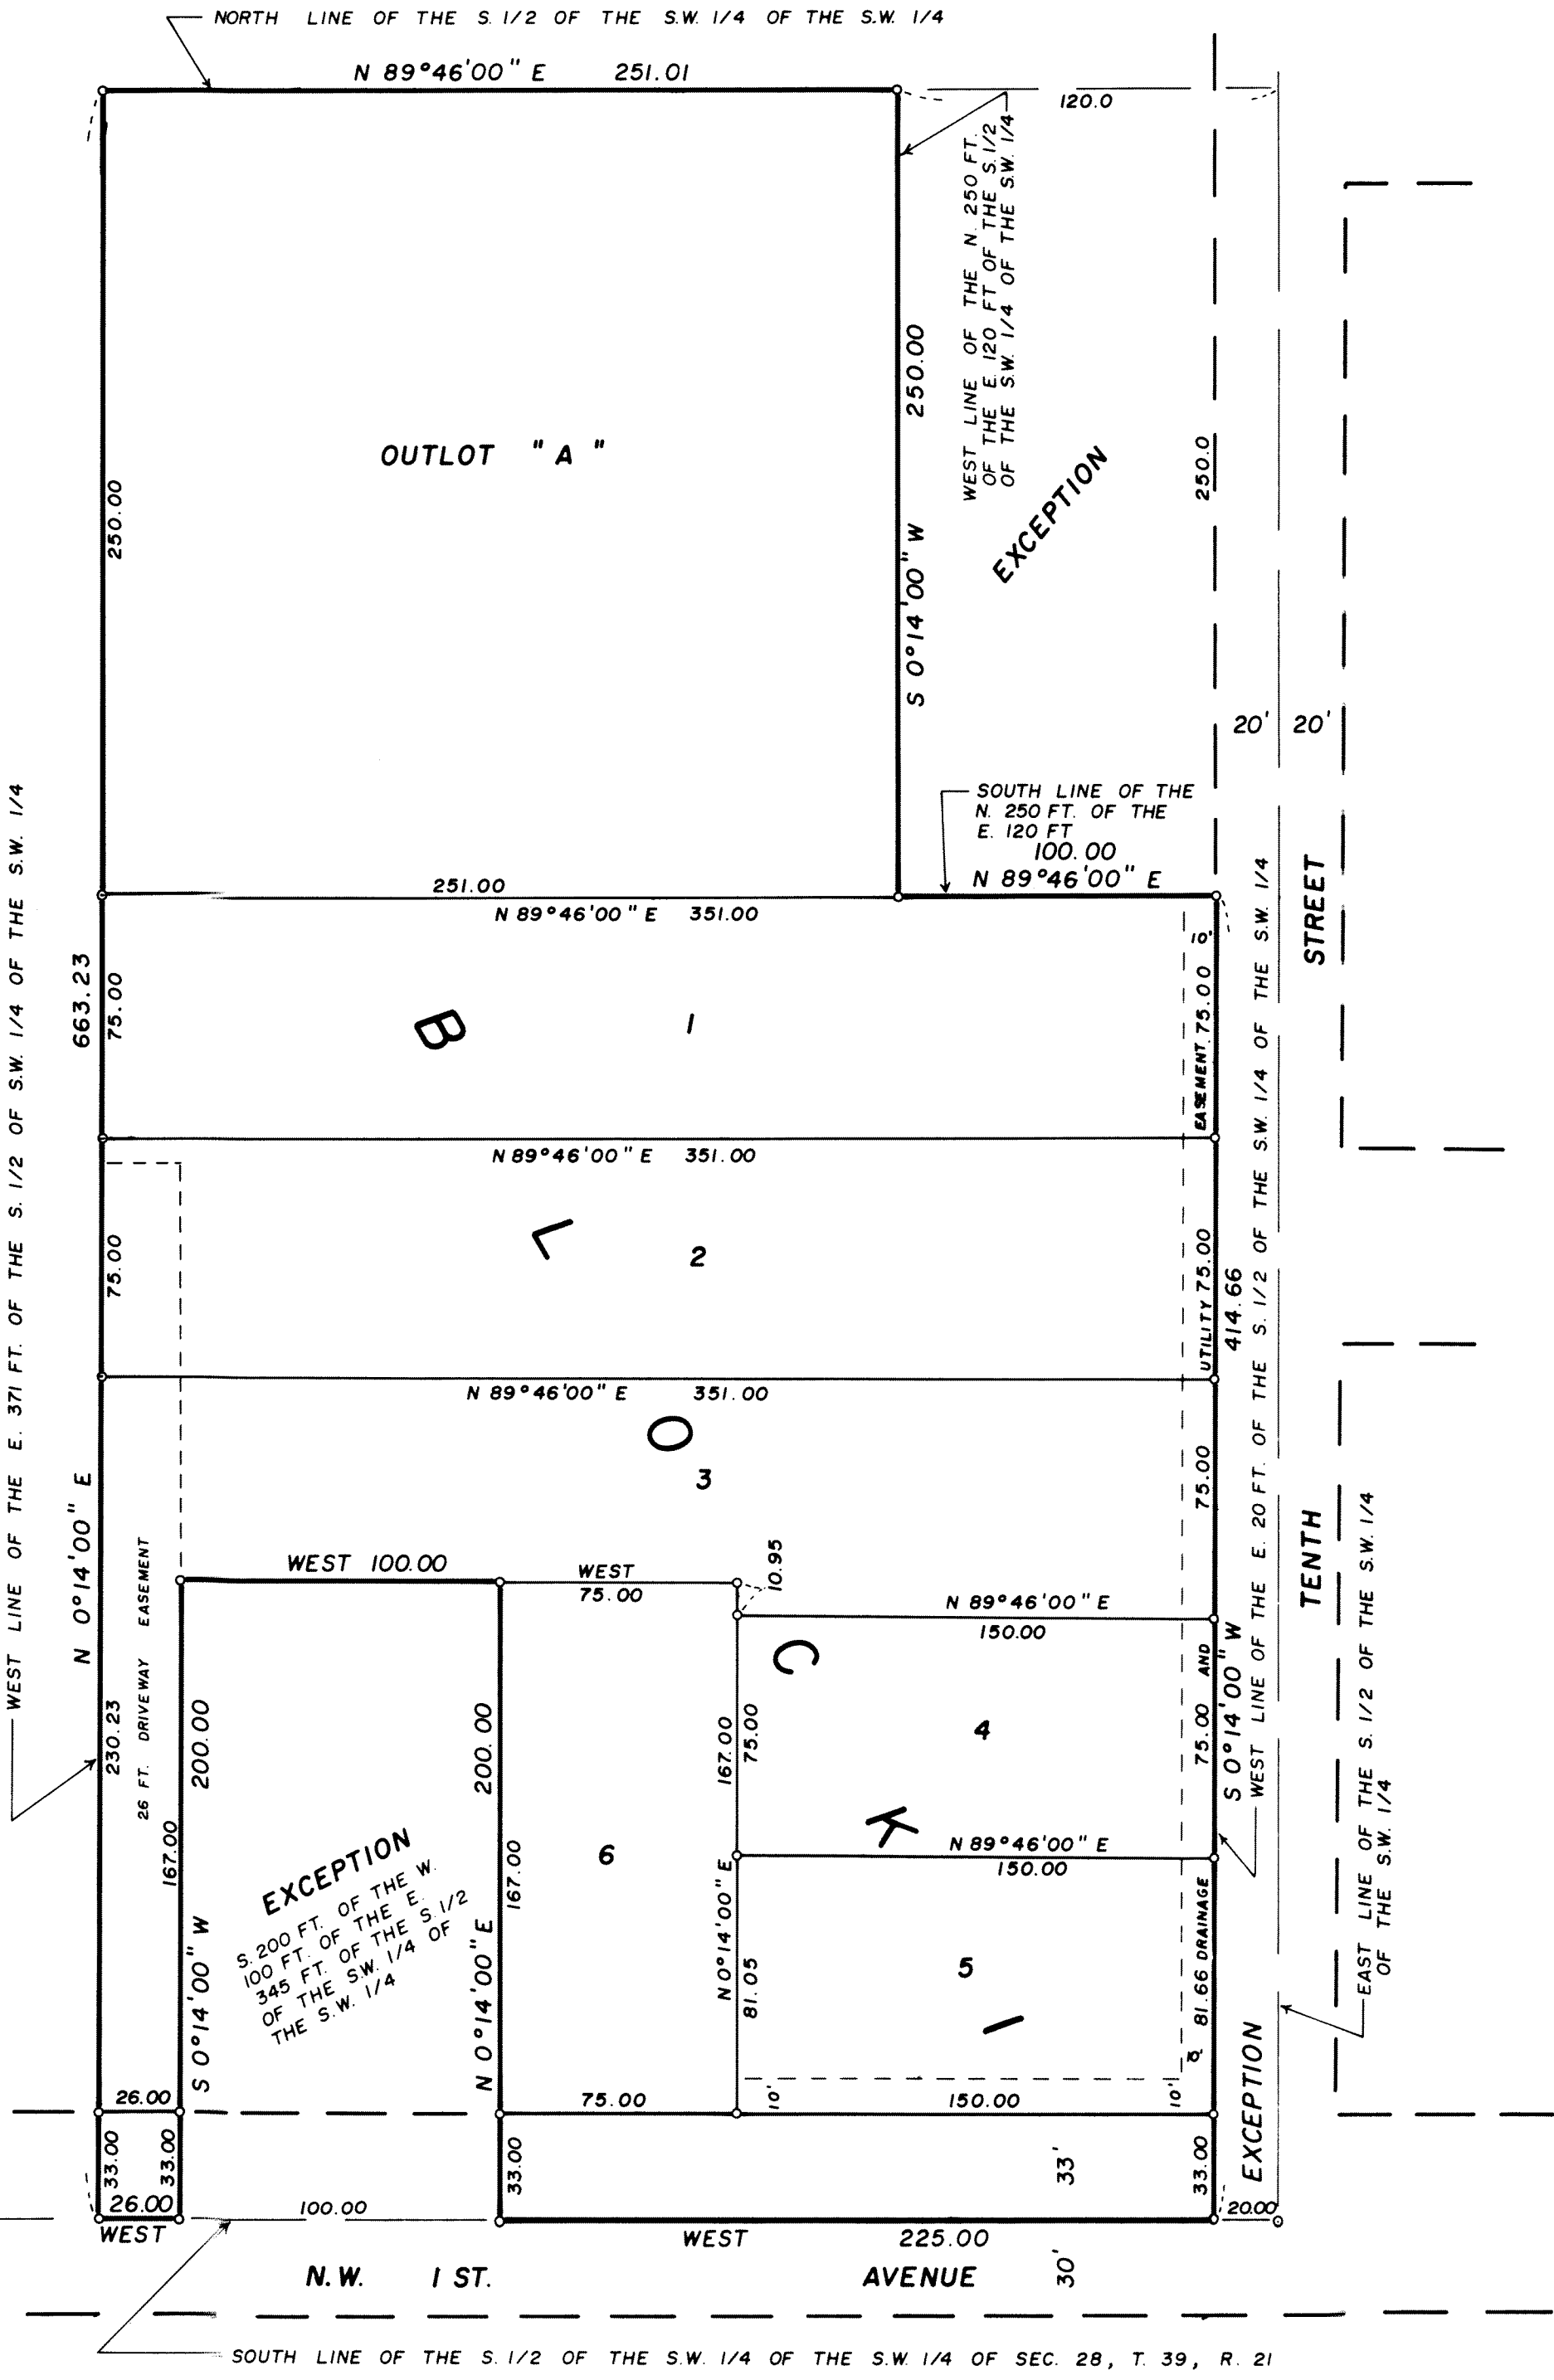 NORTH LINE OF THE S. 1/2 OF THE S.W. 1/4 OF THE S.W. 1/4
N 89°46'00" E 251.01
120.0
WEST LINE OF THE N. 250 FT.
OF THE E. 120 FT OF THE S. 1/2
OF THE S.W. 1/4 OF THE S.W. 1/4
250.00
S 0°14'00" W
OUTLOT "A"
250.00
EXCEPTION
250.0
20' 20'
SOUTH LINE OF THE
N. 250 FT. OF THE
E. 120 FT
100.00
N 89°46'00" E
251.00
N 89°46'00" E 351.00
WEST LINE OF THE E. 371 FT. OF THE S. 1/2 OF S.W. 1/4 OF THE S.W. 1/4
663.23
N 0°14'00" E
75.00
B
1
10'
EASEMENT 75.00
STREET
N 89°46'00" E 351.00
75.00
L
2
UTILITY 75.00
414.66
N 89°46'00" E 351.00
O
3
75.00
WEST LINE OF THE E. 20 FT. OF THE S. 1/2 OF THE S.W. 1/4 OF THE S.W. 1/4
TENTH
EAST LINE OF THE S. 1/2 OF THE S.W. 1/4
OF THE S.W. 1/4
WEST 100.00
WEST
75.00
10.95
N 89°46'00" E
150.00
26 FT. DRIVEWAY EASEMENT
230.23
200.00
167.00
S 0°14'00" W
EXCEPTION
S. 200 FT. OF THE W.
100 FT. OF THE E.
345 FT. OF THE S. 1/2
OF THE S.W. 1/4 OF
THE S.W. 1/4
200.00
167.00
N 0°14'00" E
6
167.00
75.00
C
4
75.00 AND
S 0°14'00" W
K
N 89°46'00" E
150.00
N 0°14'00" E
81.05
5
1
81.66 DRAINAGE
10'
10'
EXCEPTION
26.00
75.00
150.00
33.00
33.00
33.00
33'
33.00
26.00
100.00
20.00
WEST
WEST 225.00
N.W. 1 ST. AVENUE
30'
SOUTH LINE OF THE S. 1/2 OF THE S.W. 1/4 OF THE S.W. 1/4 OF SEC. 28, T. 39, R. 21